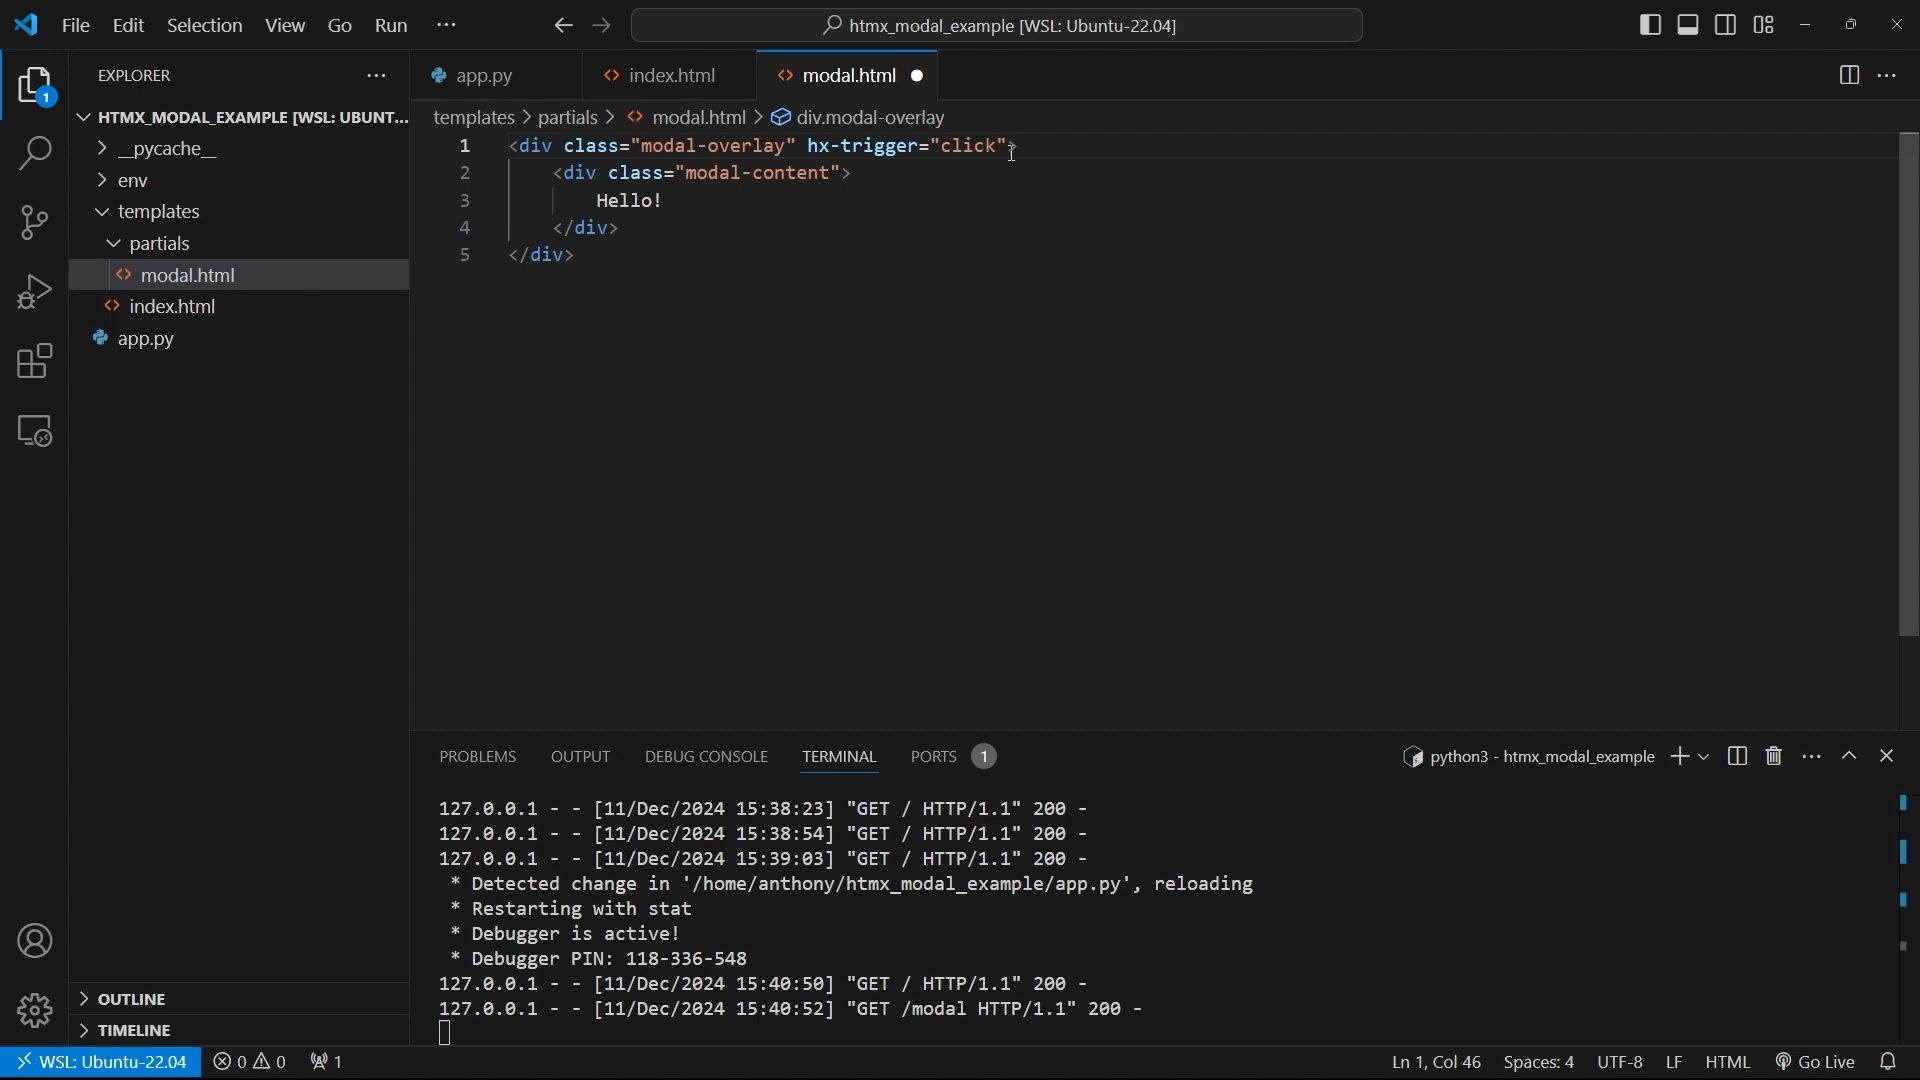 File Edit Selection View Go Run ··· htmx_modal_example [WSL: Ubuntu-22.04]
EXPLORER ···
1
HTMX_MODAL_EXAMPLE [WSL: UBUNT...
__pycache__
env
templates
partials
modal.html
index.html
app.py
OUTLINE
TIMELINE
app.py index.html modal.html
templates > partials > modal.html > div.modal-overlay
1 <div class="modal-overlay" hx-trigger="click">
2 <div class="modal-content">
3 Hello!
4 </div>
5 </div>
PROBLEMS OUTPUT DEBUG CONSOLE TERMINAL PORTS 1 python3 - htmx_modal_example
127.0.0.1 - - [11/Dec/2024 15:38:23] "GET / HTTP/1.1" 200 -
127.0.0.1 - - [11/Dec/2024 15:38:54] "GET / HTTP/1.1" 200 -
127.0.0.1 - - [11/Dec/2024 15:39:03] "GET / HTTP/1.1" 200 -
* Detected change in '/home/anthony/htmx_modal_example/app.py', reloading
* Restarting with stat
* Debugger is active!
* Debugger PIN: 118-336-548
127.0.0.1 - - [11/Dec/2024 15:40:50] "GET / HTTP/1.1" 200 -
127.0.0.1 - - [11/Dec/2024 15:40:52] "GET /modal HTTP/1.1" 200 -
WSL: Ubuntu-22.04 0 0 1 Ln 1, Col 46 Spaces: 4 UTF-8 LF HTML Go Live